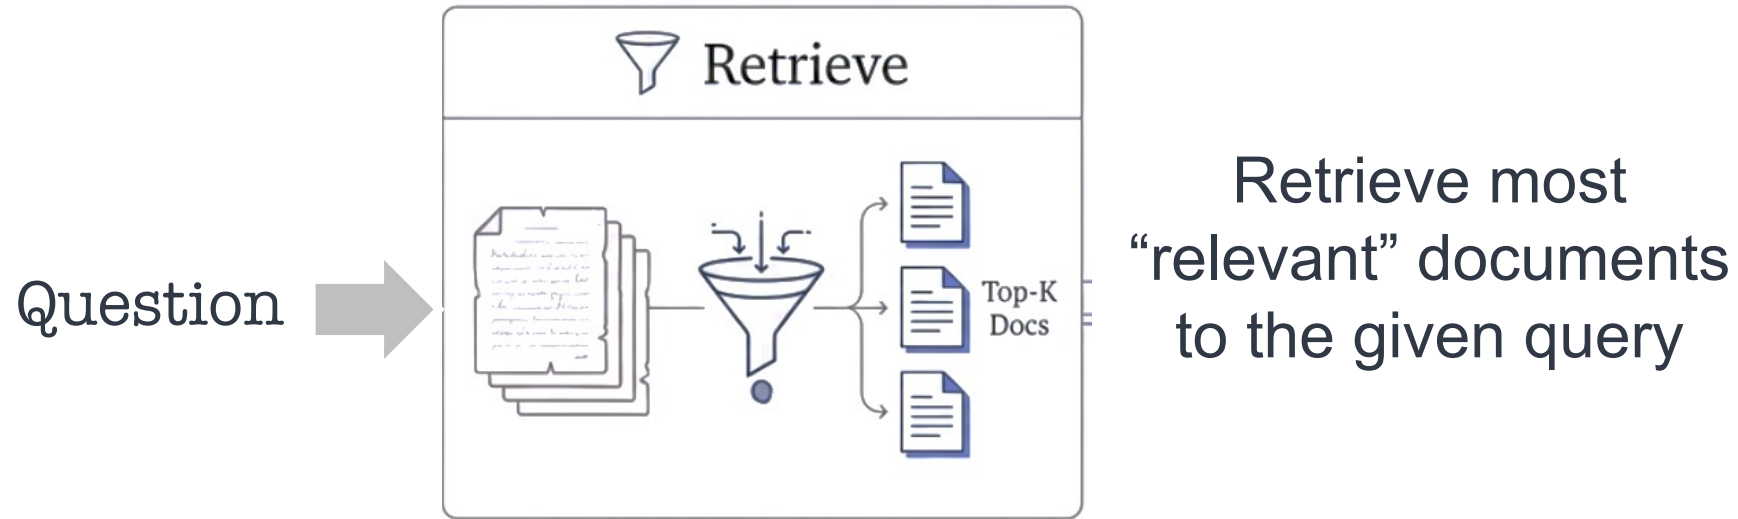 Retrieve
Question
Top-K
Docs
Retrieve most
“relevant” documents
to the given query